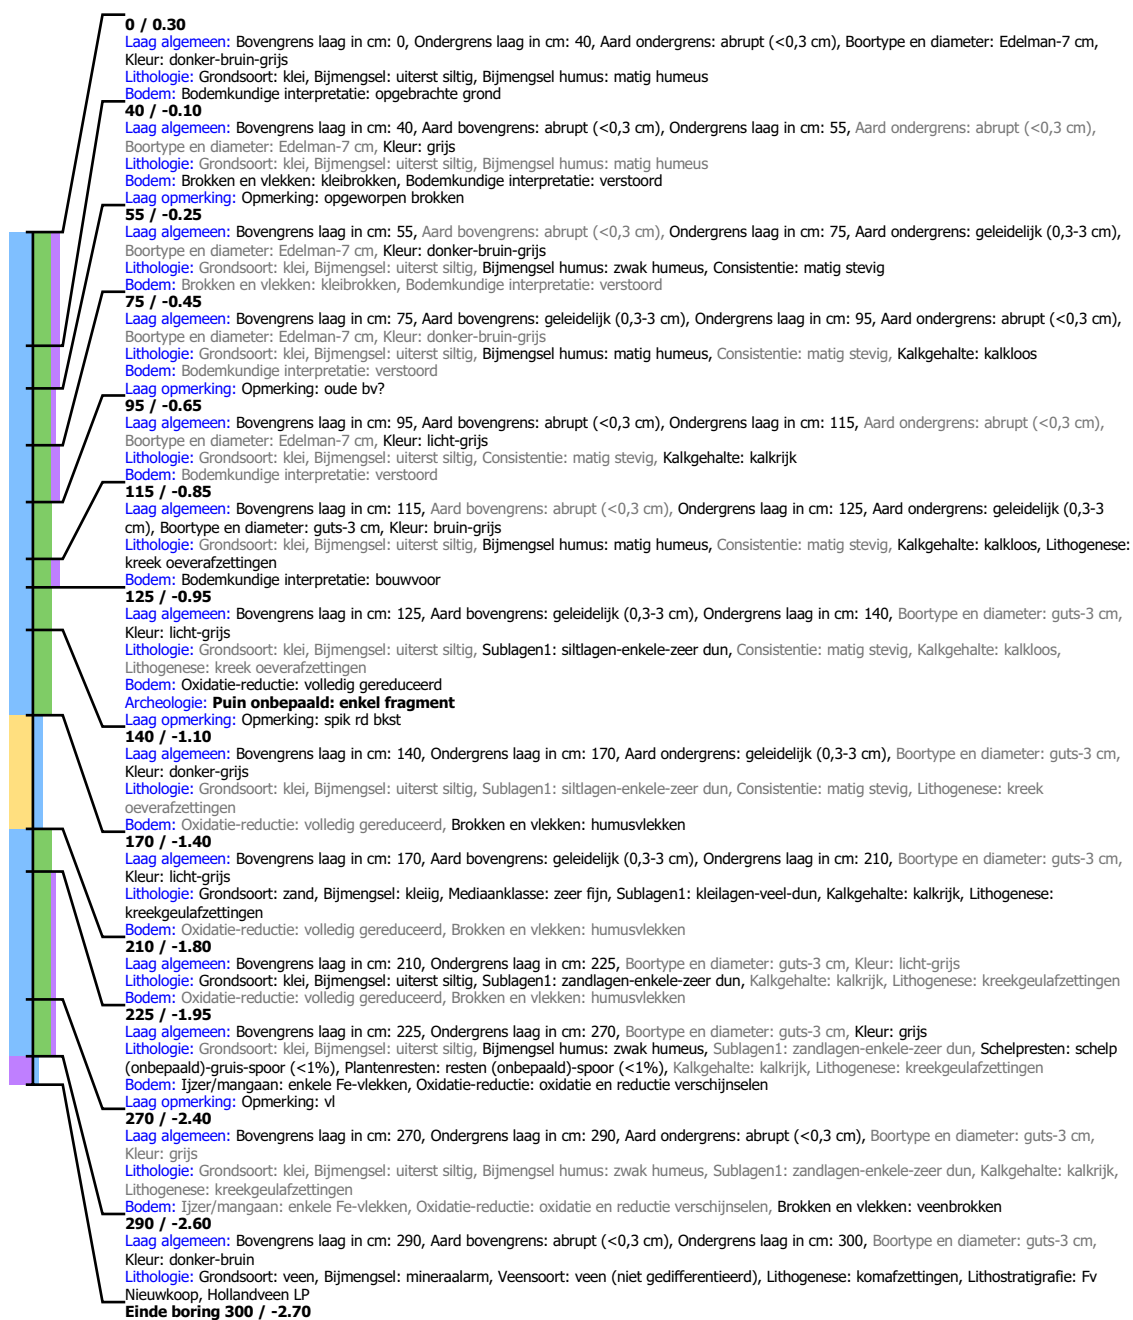 0 / 0.30
Laag algemeen: Bovengrens laag in cm: 0, Ondergrens laag in cm: 40, Aard ondergrens: abrupt (<0,3 cm), Boortype en diameter: Edelman-7 cm,
Kleur: donker-bruin-grijs
Lithologie: Grondsoort: klei, Bijmengsel: uiterst siltig, Bijmengsel humus: matig humeus
Bodem: Bodemkundige interpretatie: opgebrachte grond
40 / -0.10
Laag algemeen: Bovengrens laag in cm: 40, Aard bovengrens: abrupt (<0,3 cm), Ondergrens laag in cm: 55, Aard ondergrens: abrupt (<0,3 cm),
Boortype en diameter: Edelman-7 cm, Kleur: grijs
Lithologie: Grondsoort: klei, Bijmengsel: uiterst siltig, Bijmengsel humus: matig humeus
Bodem: Brokken en vlekken: kleibrokken, Bodemkundige interpretatie: verstoord
Laag opmerking: Opmerking: opgeworpen brokken
55 / -0.25
Laag algemeen: Bovengrens laag in cm: 55, Aard bovengrens: abrupt (<0,3 cm), Ondergrens laag in cm: 75, Aard ondergrens: geleidelijk (0,3-3 cm),
Boortype en diameter: Edelman-7 cm, Kleur: donker-bruin-grijs
Lithologie: Grondsoort: klei, Bijmengsel: uiterst siltig, Bijmengsel humus: zwak humeus, Consistentie: matig stevig
Bodem: Brokken en vlekken: kleibrokken, Bodemkundige interpretatie: verstoord
75 / -0.45
Laag algemeen: Bovengrens laag in cm: 75, Aard bovengrens: geleidelijk (0,3-3 cm), Ondergrens laag in cm: 95, Aard ondergrens: abrupt (<0,3 cm),
Boortype en diameter: Edelman-7 cm, Kleur: donker-bruin-grijs
Lithologie: Grondsoort: klei, Bijmengsel: uiterst siltig, Bijmengsel humus: matig humeus, Consistentie: matig stevig, Kalkgehalte: kalkloos
Bodem: Bodemkundige interpretatie: verstoord
Laag opmerking: Opmerking: oude bv?
95 / -0.65
Laag algemeen: Bovengrens laag in cm: 95, Aard bovengrens: abrupt (<0,3 cm), Ondergrens laag in cm: 115, Aard ondergrens: abrupt (<0,3 cm),
Boortype en diameter: Edelman-7 cm, Kleur: licht-grijs
Lithologie: Grondsoort: klei, Bijmengsel: uiterst siltig, Consistentie: matig stevig, Kalkgehalte: kalkrijk
Bodem: Bodemkundige interpretatie: verstoord
115 / -0.85
Laag algemeen: Bovengrens laag in cm: 115, Aard bovengrens: abrupt (<0,3 cm), Ondergrens laag in cm: 125, Aard ondergrens: geleidelijk (0,3-3
cm), Boortype en diameter: guts-3 cm, Kleur: bruin-grijs
Lithologie: Grondsoort: klei, Bijmengsel: uiterst siltig, Bijmengsel humus: matig humeus, Consistentie: matig stevig, Kalkgehalte: kalkloos, Lithogenese:
kreek oeverafzettingen
Bodem: Bodemkundige interpretatie: bouwvoor
125 / -0.95
Laag algemeen: Bovengrens laag in cm: 125, Aard bovengrens: geleidelijk (0,3-3 cm), Ondergrens laag in cm: 140, Boortype en diameter: guts-3 cm,
Kleur: licht-grijs
Lithologie: Grondsoort: klei, Bijmengsel: uiterst siltig, Sublagen1: siltlagen-enkele-zeer dun, Consistentie: matig stevig, Kalkgehalte: kalkloos,
Lithogenese: kreek oeverafzettingen
Bodem: Oxidatie-reductie: volledig gereduceerd
Archeologie: Puin onbepaald: enkel fragment
Laag opmerking: Opmerking: spik rd bkst
140 / -1.10
Laag algemeen: Bovengrens laag in cm: 140, Ondergrens laag in cm: 170, Aard ondergrens: geleidelijk (0,3-3 cm), Boortype en diameter: guts-3 cm,
Kleur: donker-grijs
Lithologie: Grondsoort: klei, Bijmengsel: uiterst siltig, Sublagen1: siltlagen-enkele-zeer dun, Consistentie: matig stevig, Lithogenese: kreek
oeverafzettingen
Bodem: Oxidatie-reductie: volledig gereduceerd, Brokken en vlekken: humusvlekken
170 / -1.40
Laag algemeen: Bovengrens laag in cm: 170, Aard bovengrens: geleidelijk (0,3-3 cm), Ondergrens laag in cm: 210, Boortype en diameter: guts-3 cm,
Kleur: licht-grijs
Lithologie: Grondsoort: zand, Bijmengsel: kleiig, Mediaanklasse: zeer fijn, Sublagen1: kleilagen-veel-dun, Kalkgehalte: kalkrijk, Lithogenese:
kreekgeulafzettingen
Bodem: Oxidatie-reductie: volledig gereduceerd, Brokken en vlekken: humusvlekken
210 / -1.80
Laag algemeen: Bovengrens laag in cm: 210, Ondergrens laag in cm: 225, Boortype en diameter: guts-3 cm, Kleur: licht-grijs
Lithologie: Grondsoort: klei, Bijmengsel: uiterst siltig, Sublagen1: zandlagen-enkele-zeer dun, Kalkgehalte: kalkrijk, Lithogenese: kreekgeulafzettingen
Bodem: Oxidatie-reductie: volledig gereduceerd, Brokken en vlekken: humusvlekken
225 / -1.95
Laag algemeen: Bovengrens laag in cm: 225, Ondergrens laag in cm: 270, Boortype en diameter: guts-3 cm, Kleur: grijs
Lithologie: Grondsoort: klei, Bijmengsel: uiterst siltig, Bijmengsel humus: zwak humeus, Sublagen1: zandlagen-enkele-zeer dun, Schelpresten: schelp
(onbepaald)-gruis-spoor (<1%), Plantenresten: resten (onbepaald)-spoor (<1%), Kalkgehalte: kalkrijk, Lithogenese: kreekgeulafzettingen
Bodem: Ijzer/mangaan: enkele Fe-vlekken, Oxidatie-reductie: oxidatie en reductie verschijnselen
Laag opmerking: Opmerking: vl
270 / -2.40
Laag algemeen: Bovengrens laag in cm: 270, Ondergrens laag in cm: 290, Aard ondergrens: abrupt (<0,3 cm), Boortype en diameter: guts-3 cm,
Kleur: grijs
Lithologie: Grondsoort: klei, Bijmengsel: uiterst siltig, Bijmengsel humus: zwak humeus, Sublagen1: zandlagen-enkele-zeer dun, Kalkgehalte: kalkrijk,
Lithogenese: kreekgeulafzettingen
Bodem: Ijzer/mangaan: enkele Fe-vlekken, Oxidatie-reductie: oxidatie en reductie verschijnselen, Brokken en vlekken: veenbrokken
290 / -2.60
Laag algemeen: Bovengrens laag in cm: 290, Aard bovengrens: abrupt (<0,3 cm), Ondergrens laag in cm: 300, Boortype en diameter: guts-3 cm,
Kleur: donker-bruin
Lithologie: Grondsoort: veen, Bijmengsel: mineraalarm, Veensoort: veen (niet gedifferentieerd), Lithogenese: komafzettingen, Lithostratigrafie: Fv
Nieuwkoop, Hollandveen LP
Einde boring 300 / -2.70